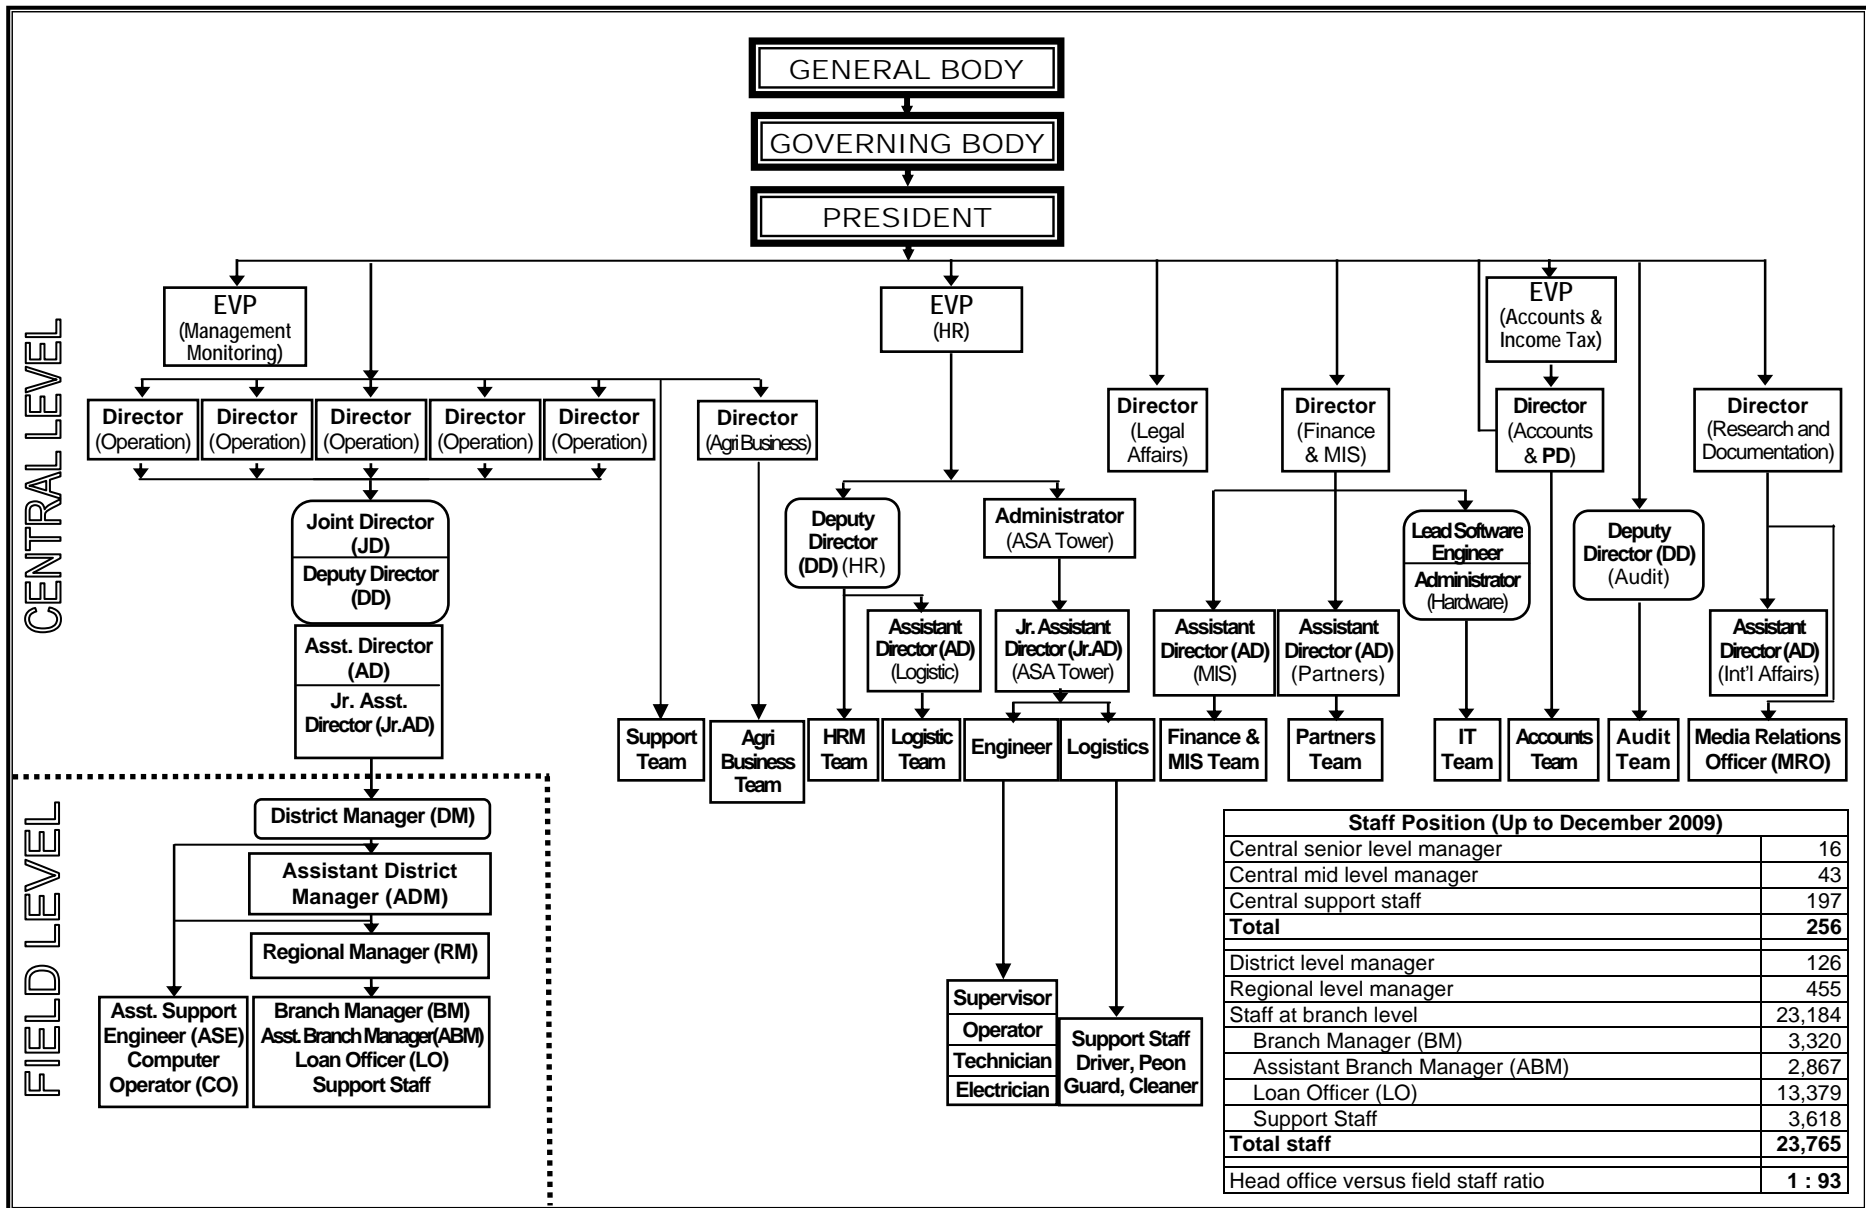 GENERAL BODY
GOVERNING BODY
PRESIDENT
CENTRAL LEVEL
EVP
(Management
Monitoring)
EVP
(HR)
EVP
(Accounts &
Income Tax)
Director
(Operation)
Director
(Operation)
Director
(Operation)
Director
(Operation)
Director
(Operation)
Director
(Agri Business)
Director
(Legal
Affairs)
Director
(Finance
& MIS)
Director
(Accounts
& PD)
Director
(Research and
Documentation)
Joint Director
(JD)
Deputy Director
(DD)
Deputy
Director
(DD) (HR)
Administrator
(ASA Tower)
Lead Software
Engineer
Administrator
(Hardware)
Deputy
Director (DD)
(Audit)
Asst. Director
(AD)
Jr. Asst.
Director (Jr.AD)
Assistant
Director (AD)
(Logistic)
Jr. Assistant
Director (Jr.AD)
(ASA Tower)
Assistant
Director (AD)
(MIS)
Assistant
Director (AD)
(Partners)
Assistant
Director (AD)
(Int'l Affairs)
Support
Team
Agri
Business
Team
HRM
Team
Logistic
Team
Engineer
Logistics
Finance &
MIS Team
Partners
Team
IT
Team
Accounts
Team
Audit
Team
Media Relations
Officer (MRO)
FIELD LEVEL
District Manager (DM)
Assistant District
Manager (ADM)
Regional Manager (RM)
Asst. Support
Engineer (ASE)
Computer
Operator (CO)
Branch Manager (BM)
Asst. Branch Manager(ABM)
Loan Officer (LO)
Support Staff
Supervisor
Operator
Technician
Electrician
Support Staff
Driver, Peon
Guard, Cleaner
Staff Position (Up to December 2009)
Central senior level manager 16
Central mid level manager 43
Central support staff 197
Total 256
District level manager 126
Regional level manager 455
Staff at branch level 23,184
Branch Manager (BM) 3,320
Assistant Branch Manager (ABM) 2,867
Loan Officer (LO) 13,379
Support Staff 3,618
Total staff 23,765
Head office versus field staff ratio 1 : 93